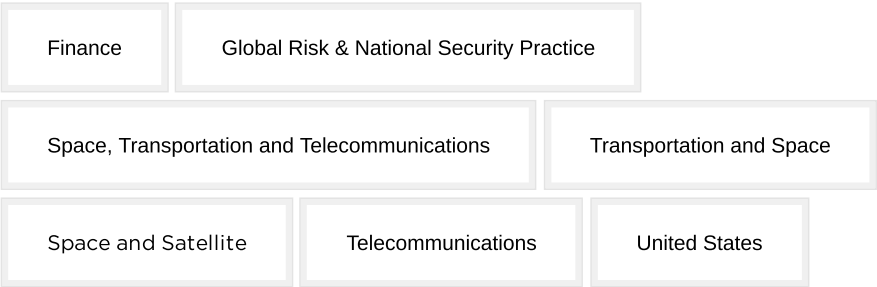 Finance
Global Risk & National Security Practice
Space, Transportation and Telecommunications
Transportation and Space
Space and Satellite
Telecommunications
United States